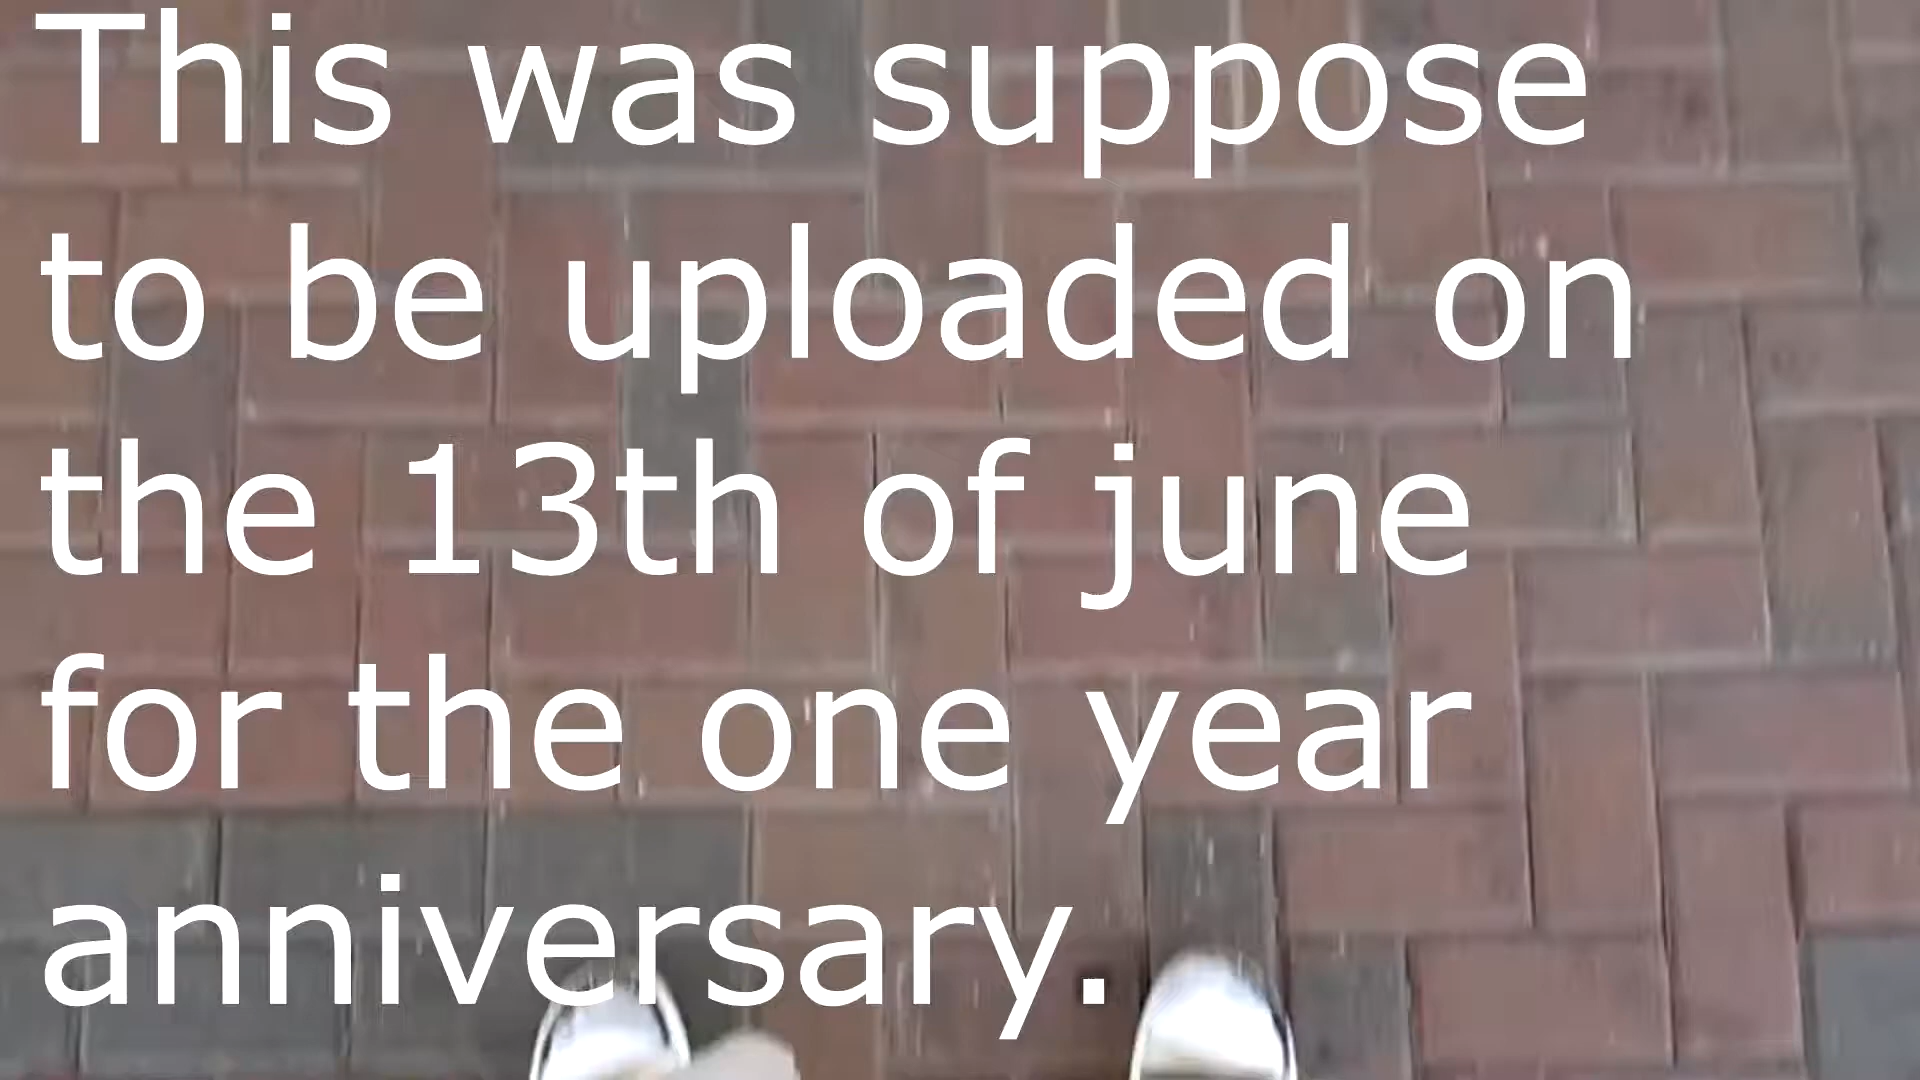 This was suppose
to be uploaded on
the 13th of june
for the one year
anniversary.